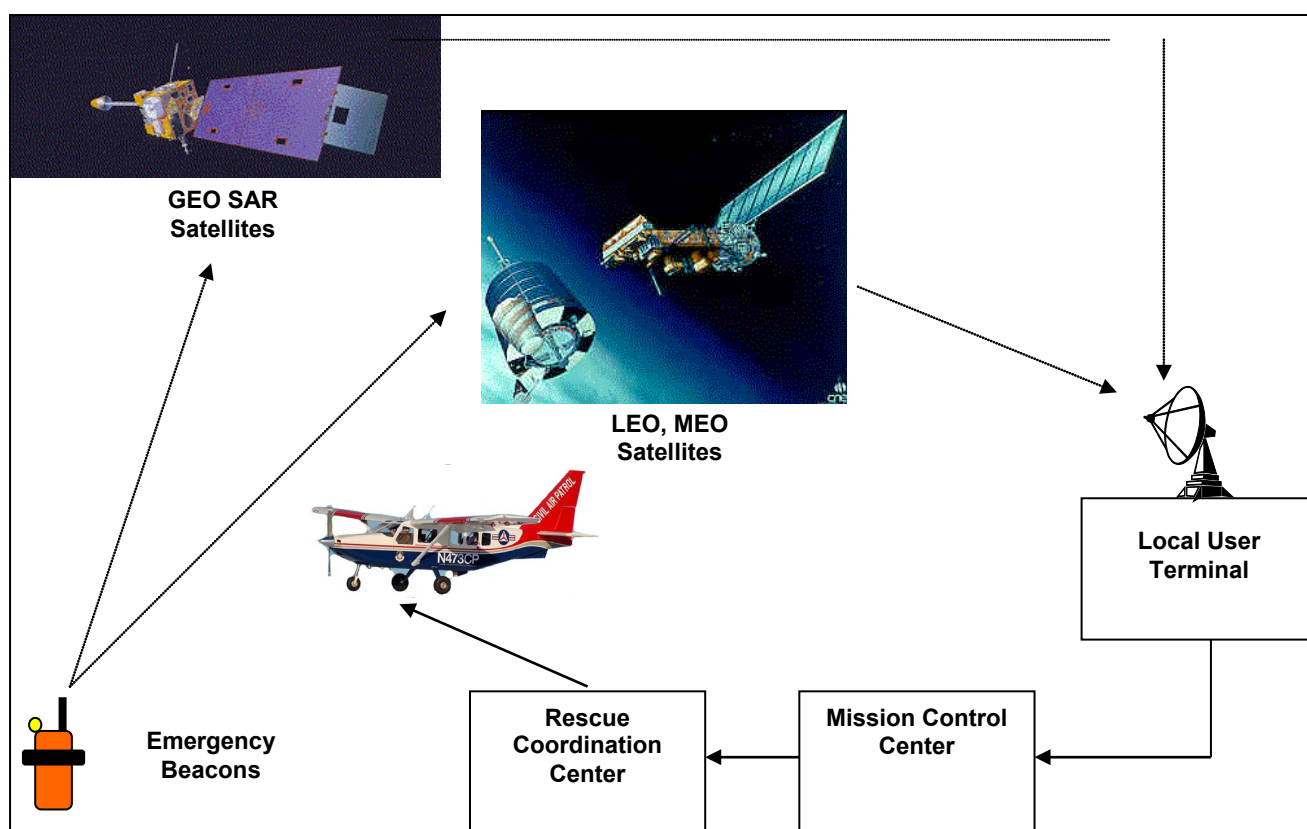 GEO SAR
Satellites
LEO, MEO
Satellites
CIVIL AIR PATROL
N473CP
Local User
Terminal
Emergency
Beacons
Rescue
Coordination
Center
Mission Control
Center